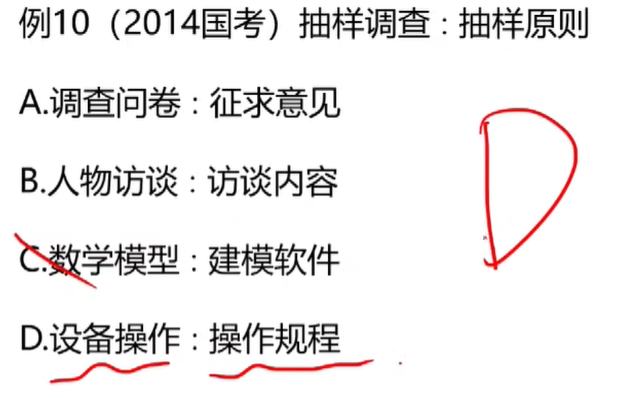 例10（2014国考）抽样调查：抽样原则
A.调查问卷：征求意见
B.人物访谈：访谈内容
C.数学模型：建模软件
D.设备操作：操作规程
D